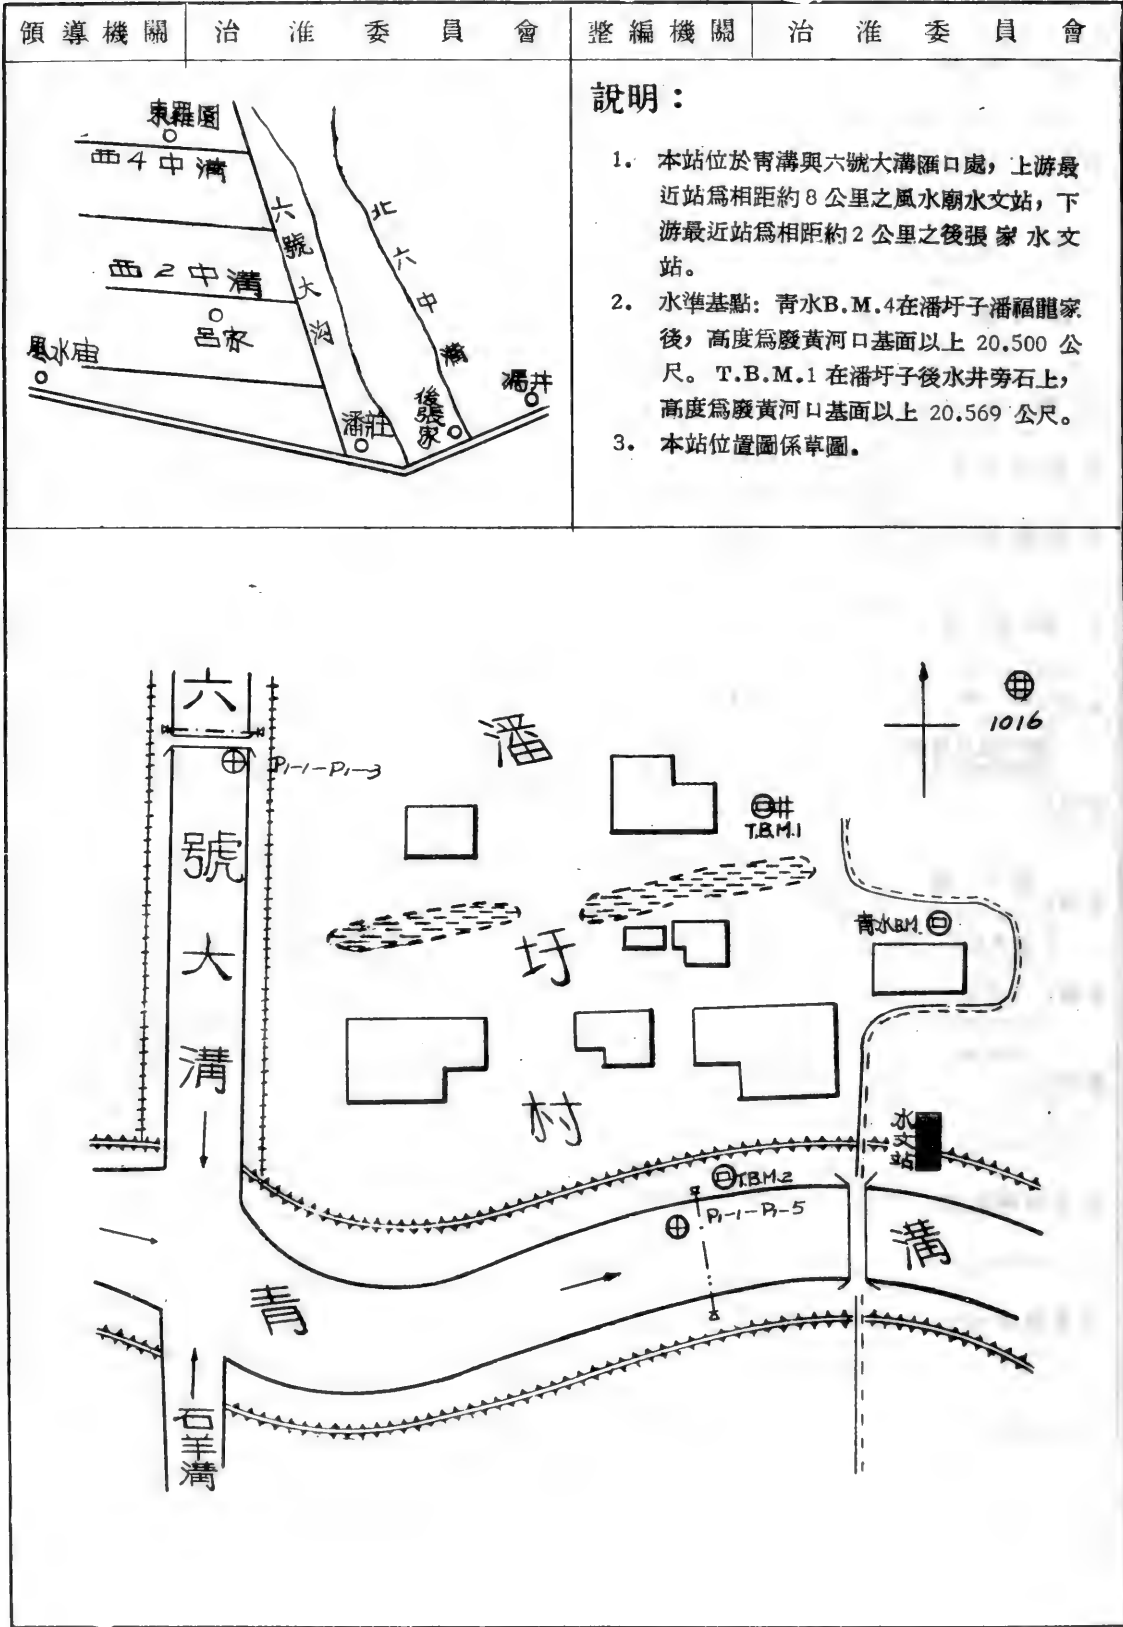 領導機關 治淮委員會 整編機關 治淮委員會
東羅園
西4中溝
西2中溝
呂家
風水庙
六號大沟
北六中溝
潘莊
後張家
馮井
說明：
1. 本站位於靑溝與六號大溝匯口處，上游最
近站爲相距約8公里之風水廟水文站，下
游最近站爲相距約2公里之後張家水文
站。
2. 水準基點：靑水B.M.4在潘圩子潘福龍家
後，高度爲廢黃河口基面以上 20.500 公
尺。T.B.M.1 在潘圩子後水井旁石上，
高度爲廢黃河口基面以上 20.569 公尺。
3. 本站位置圖係草圖。
六號大溝
P1-1-P1-3
潘圩村
1016
T.B.M.1
青水B.M.
水文站
T.B.M.2
P1-1-P1-5
青溝
石羊溝